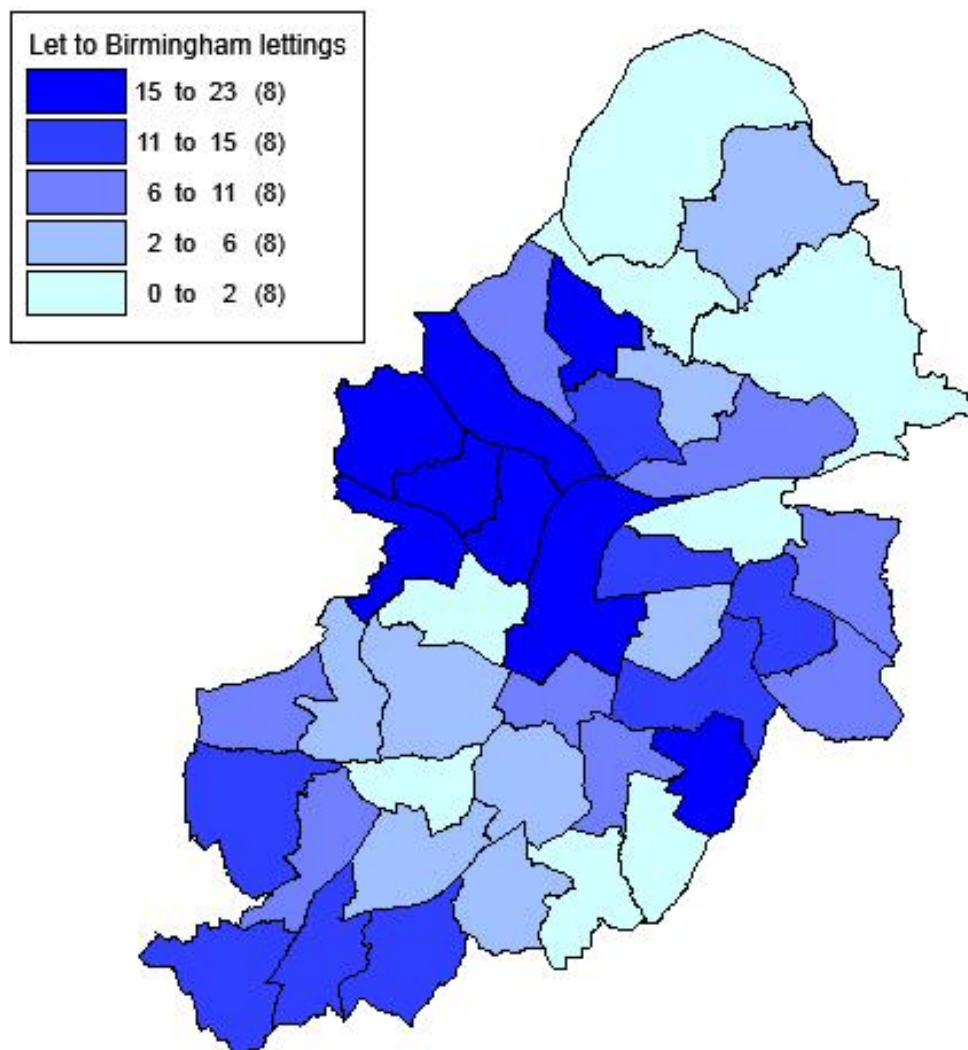 Let to Birmingham lettings
15 to 23 (8)
11 to 15 (8)
6 to 11 (8)
2 to 6 (8)
0 to 2 (8)